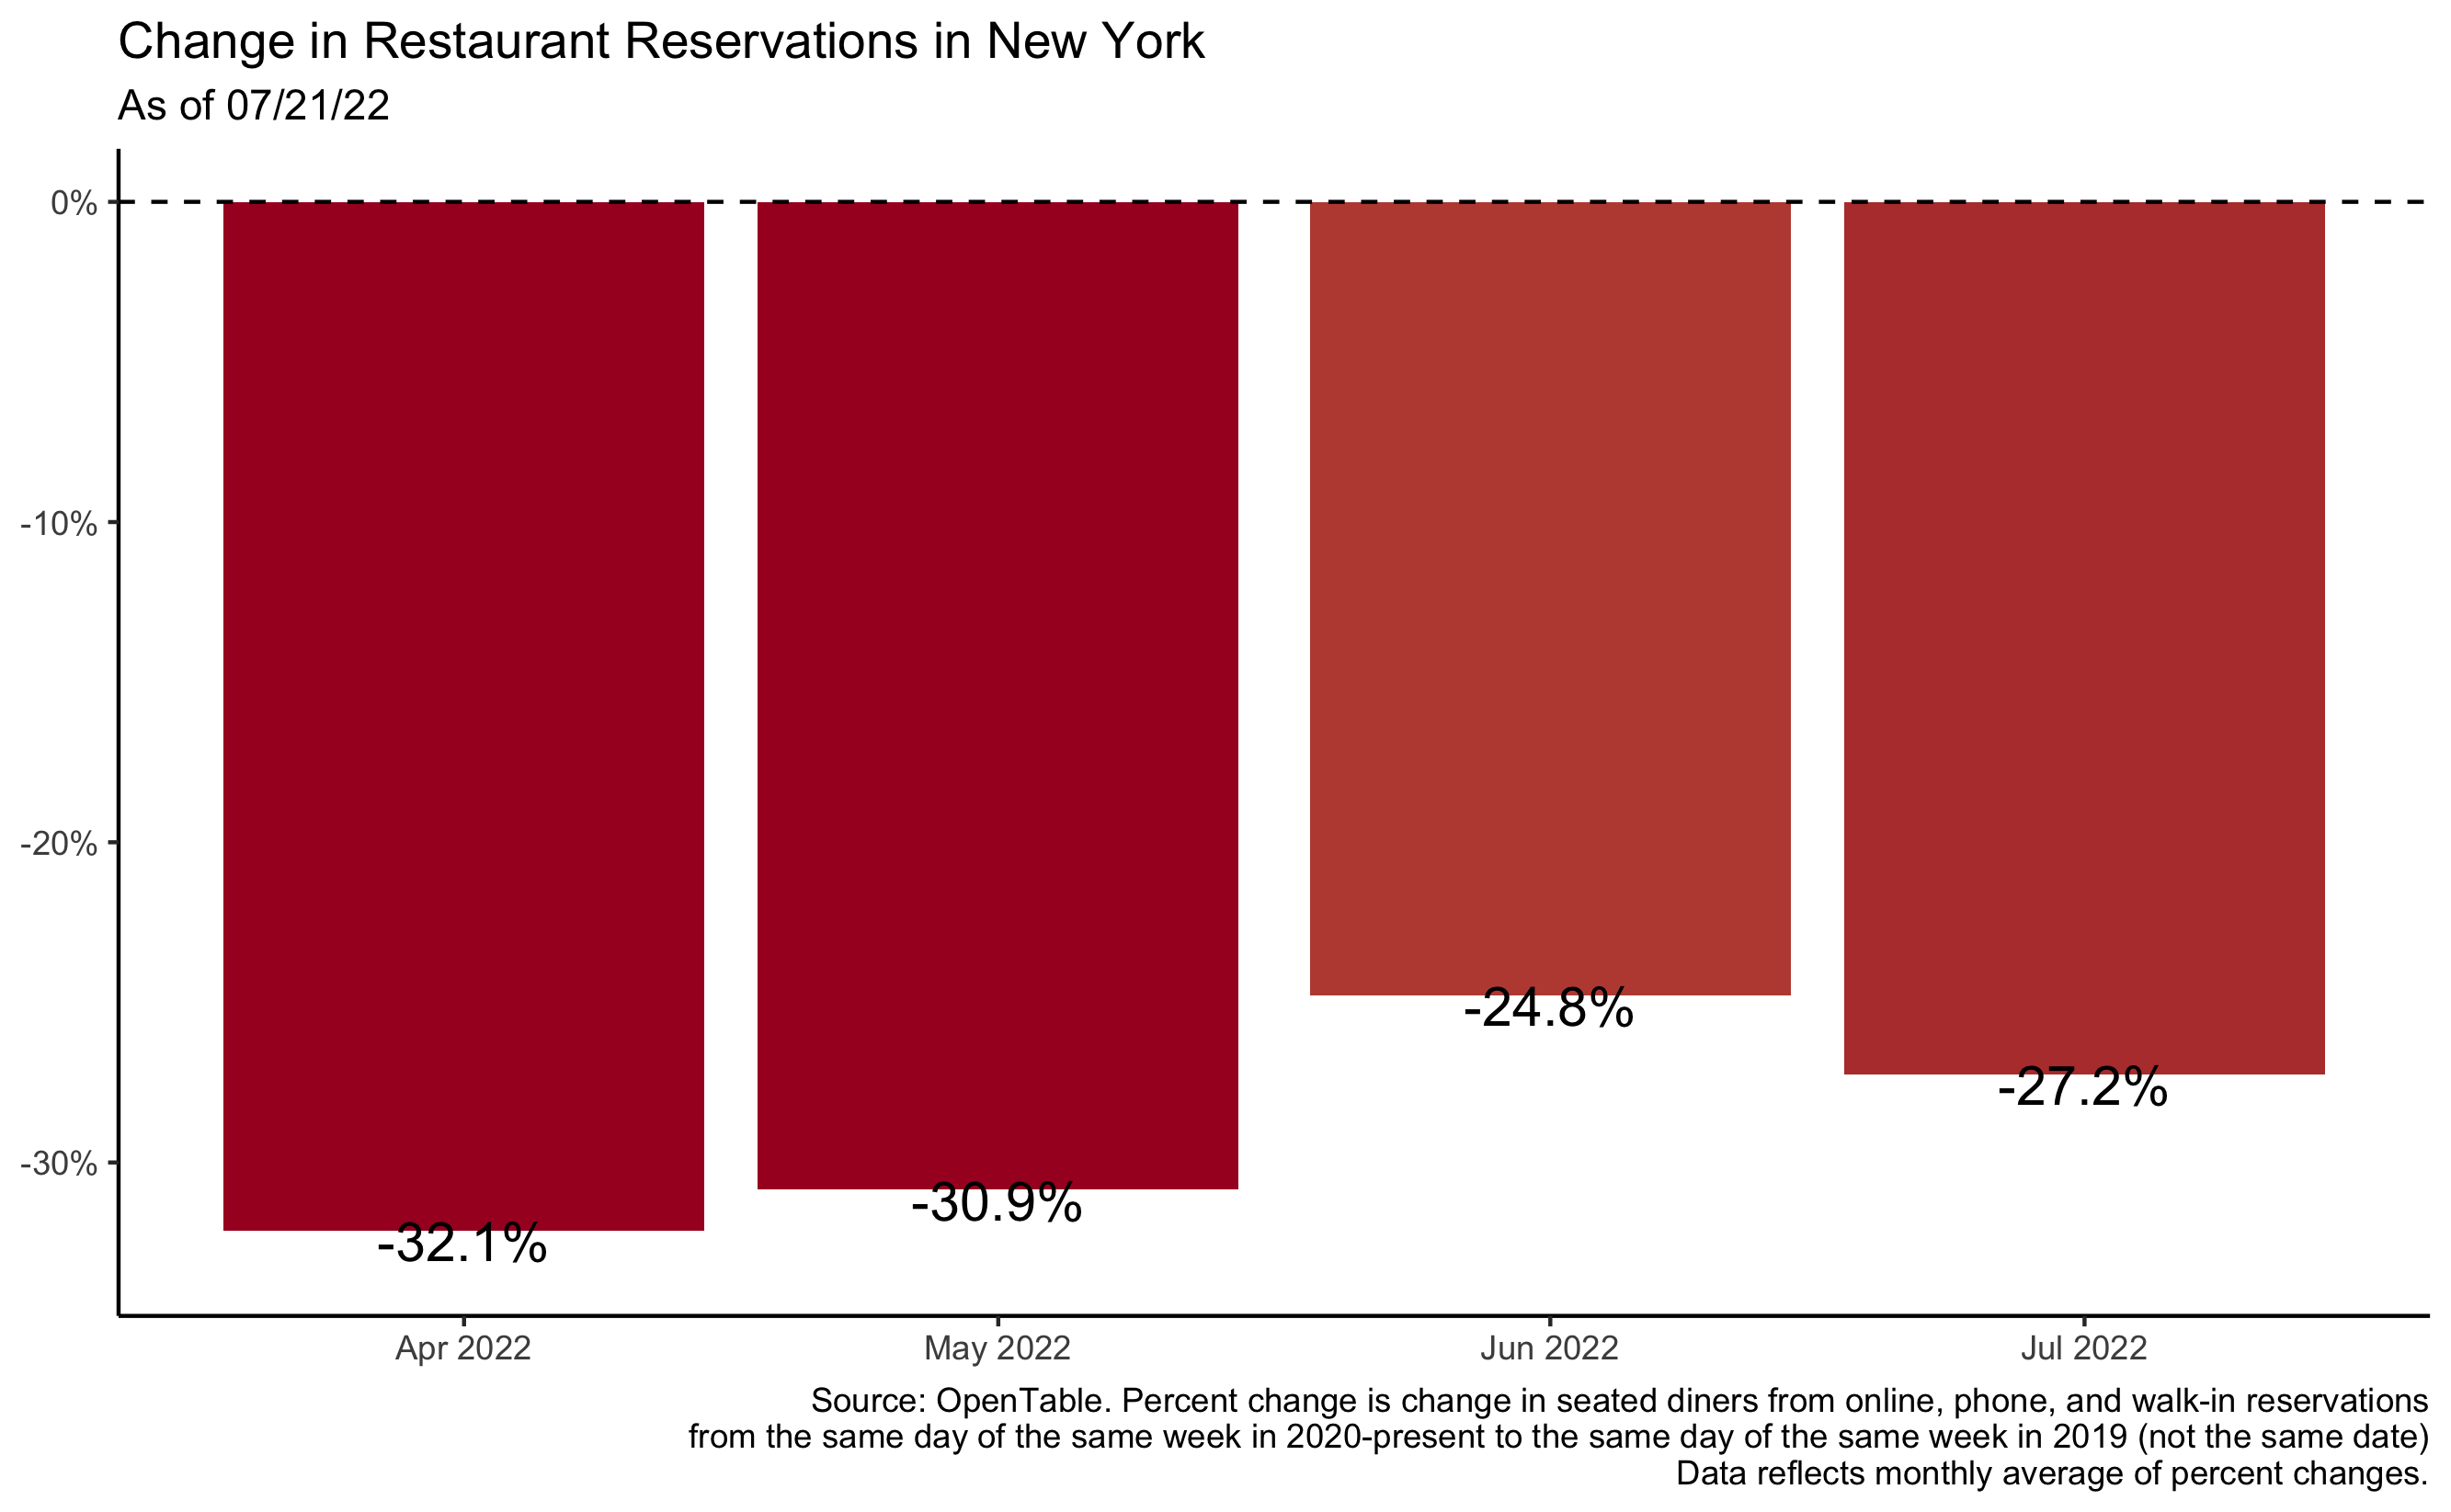 Change in Restaurant Reservations in New York
As of 07/21/22
0%
-10%
-20%
-30%
-32.1%
-30.9%
-24.8%
-27.2%
Apr 2022
May 2022
Jun 2022
Jul 2022
Source: OpenTable. Percent change is change in seated diners from online, phone, and walk-in reservations
from the same day of the same week in 2020-present to the same day of the same week in 2019 (not the same date)
Data reflects monthly average of percent changes.